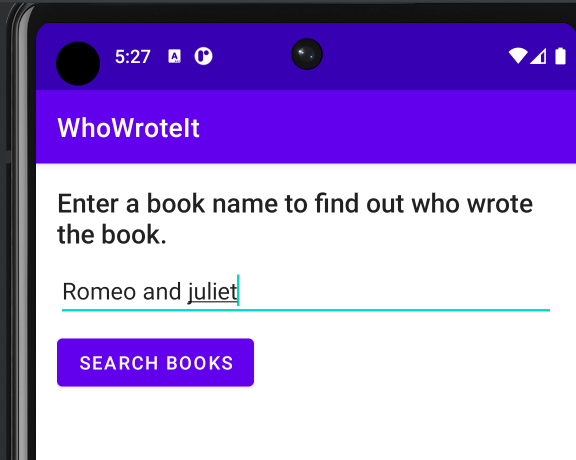 5:27
WhoWroteIt
Enter a book name to find out who wrote
the book.
Romeo and juliet
SEARCH BOOKS